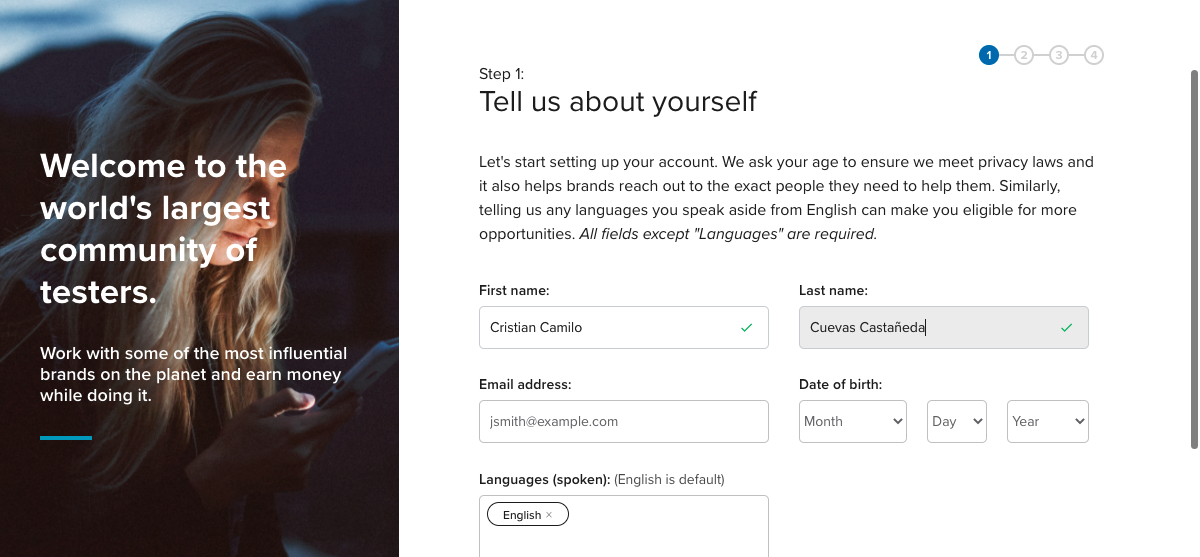 Welcome to the
world's largest
community of
testers.
Work with some of the most influential
brands on the planet and earn money
while doing it.
1 2 3 4
Step 1:
Tell us about yourself
Let's start setting up your account. We ask your age to ensure we meet privacy laws and
it also helps brands reach out to the exact people they need to help them. Similarly,
telling us any languages you speak aside from English can make you eligible for more
opportunities. All fields except "Languages" are required.
First name: Last name:
Cristian Camilo Cuevas Castañeda
Email address: Date of birth:
jsmith@example.com Month Day Year
Languages (spoken): (English is default)
English ×